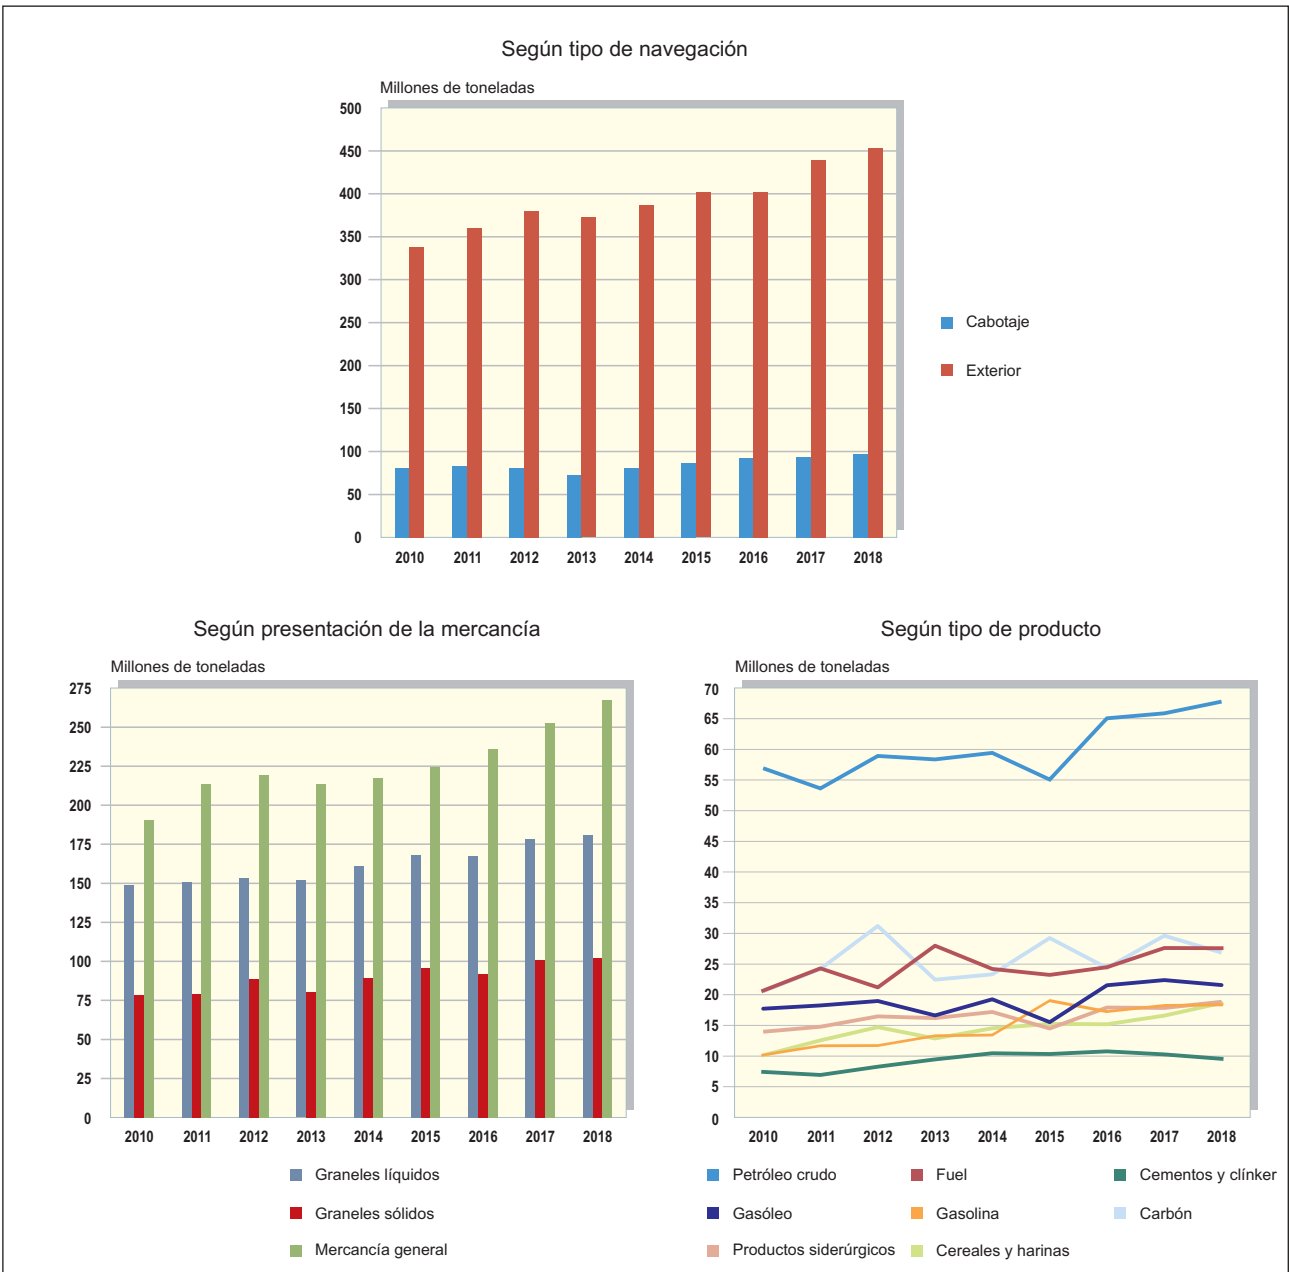 Según tipo de navegación
Millones de toneladas
500
450
400
350
300
250
200
150
100
50
0
2010 2011 2012 2013 2014 2015 2016 2017 2018
Cabotaje
Exterior
Según presentación de la mercancía
Millones de toneladas
275
250
225
200
175
150
125
100
75
50
25
0
2010 2011 2012 2013 2014 2015 2016 2017 2018
Graneles líquidos
Graneles sólidos
Mercancía general
Según tipo de producto
Millones de toneladas
70
65
60
55
50
45
40
35
30
25
20
15
10
5
0
2010 2011 2012 2013 2014 2015 2016 2017 2018
Petróleo crudo Fuel Cementos y clínker
Gasóleo Gasolina Carbón
Productos siderúrgicos Cereales y harinas